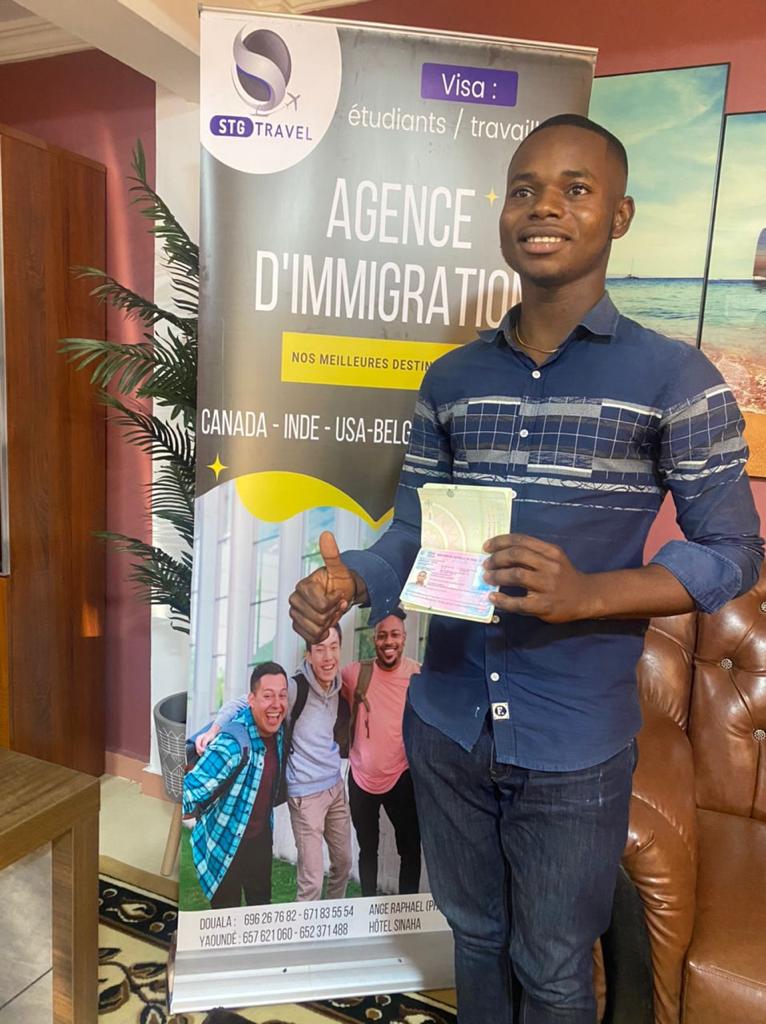 STG TRAVEL
Visa :
étudiants / travail
AGENCE
D'IMMIGRATION
NOS MEILLEURES
CANADA - INDE - USA-BELG
DOUALA : 696 26 76 82 - 671 83 55 54 ANGE RAPHAEL
YAOUNDÉ : 657 621 060 - 652 371 488 HÔTEL SINAHA